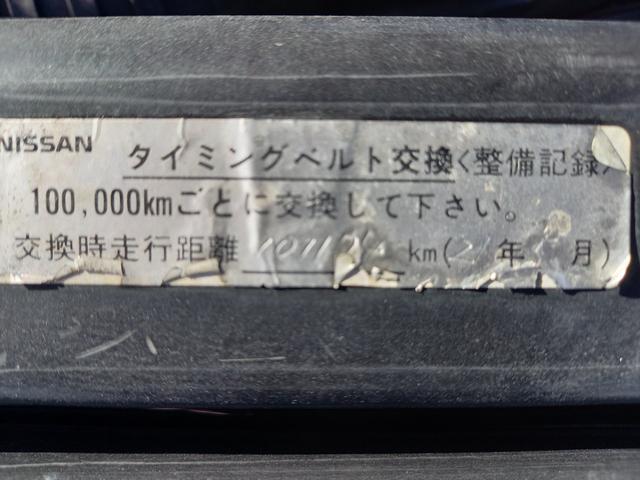 NISSAN タイミングベルト交換<整備記録>
100,000kmごとに交換して下さい。
交換時走行距離 km( 年 月)